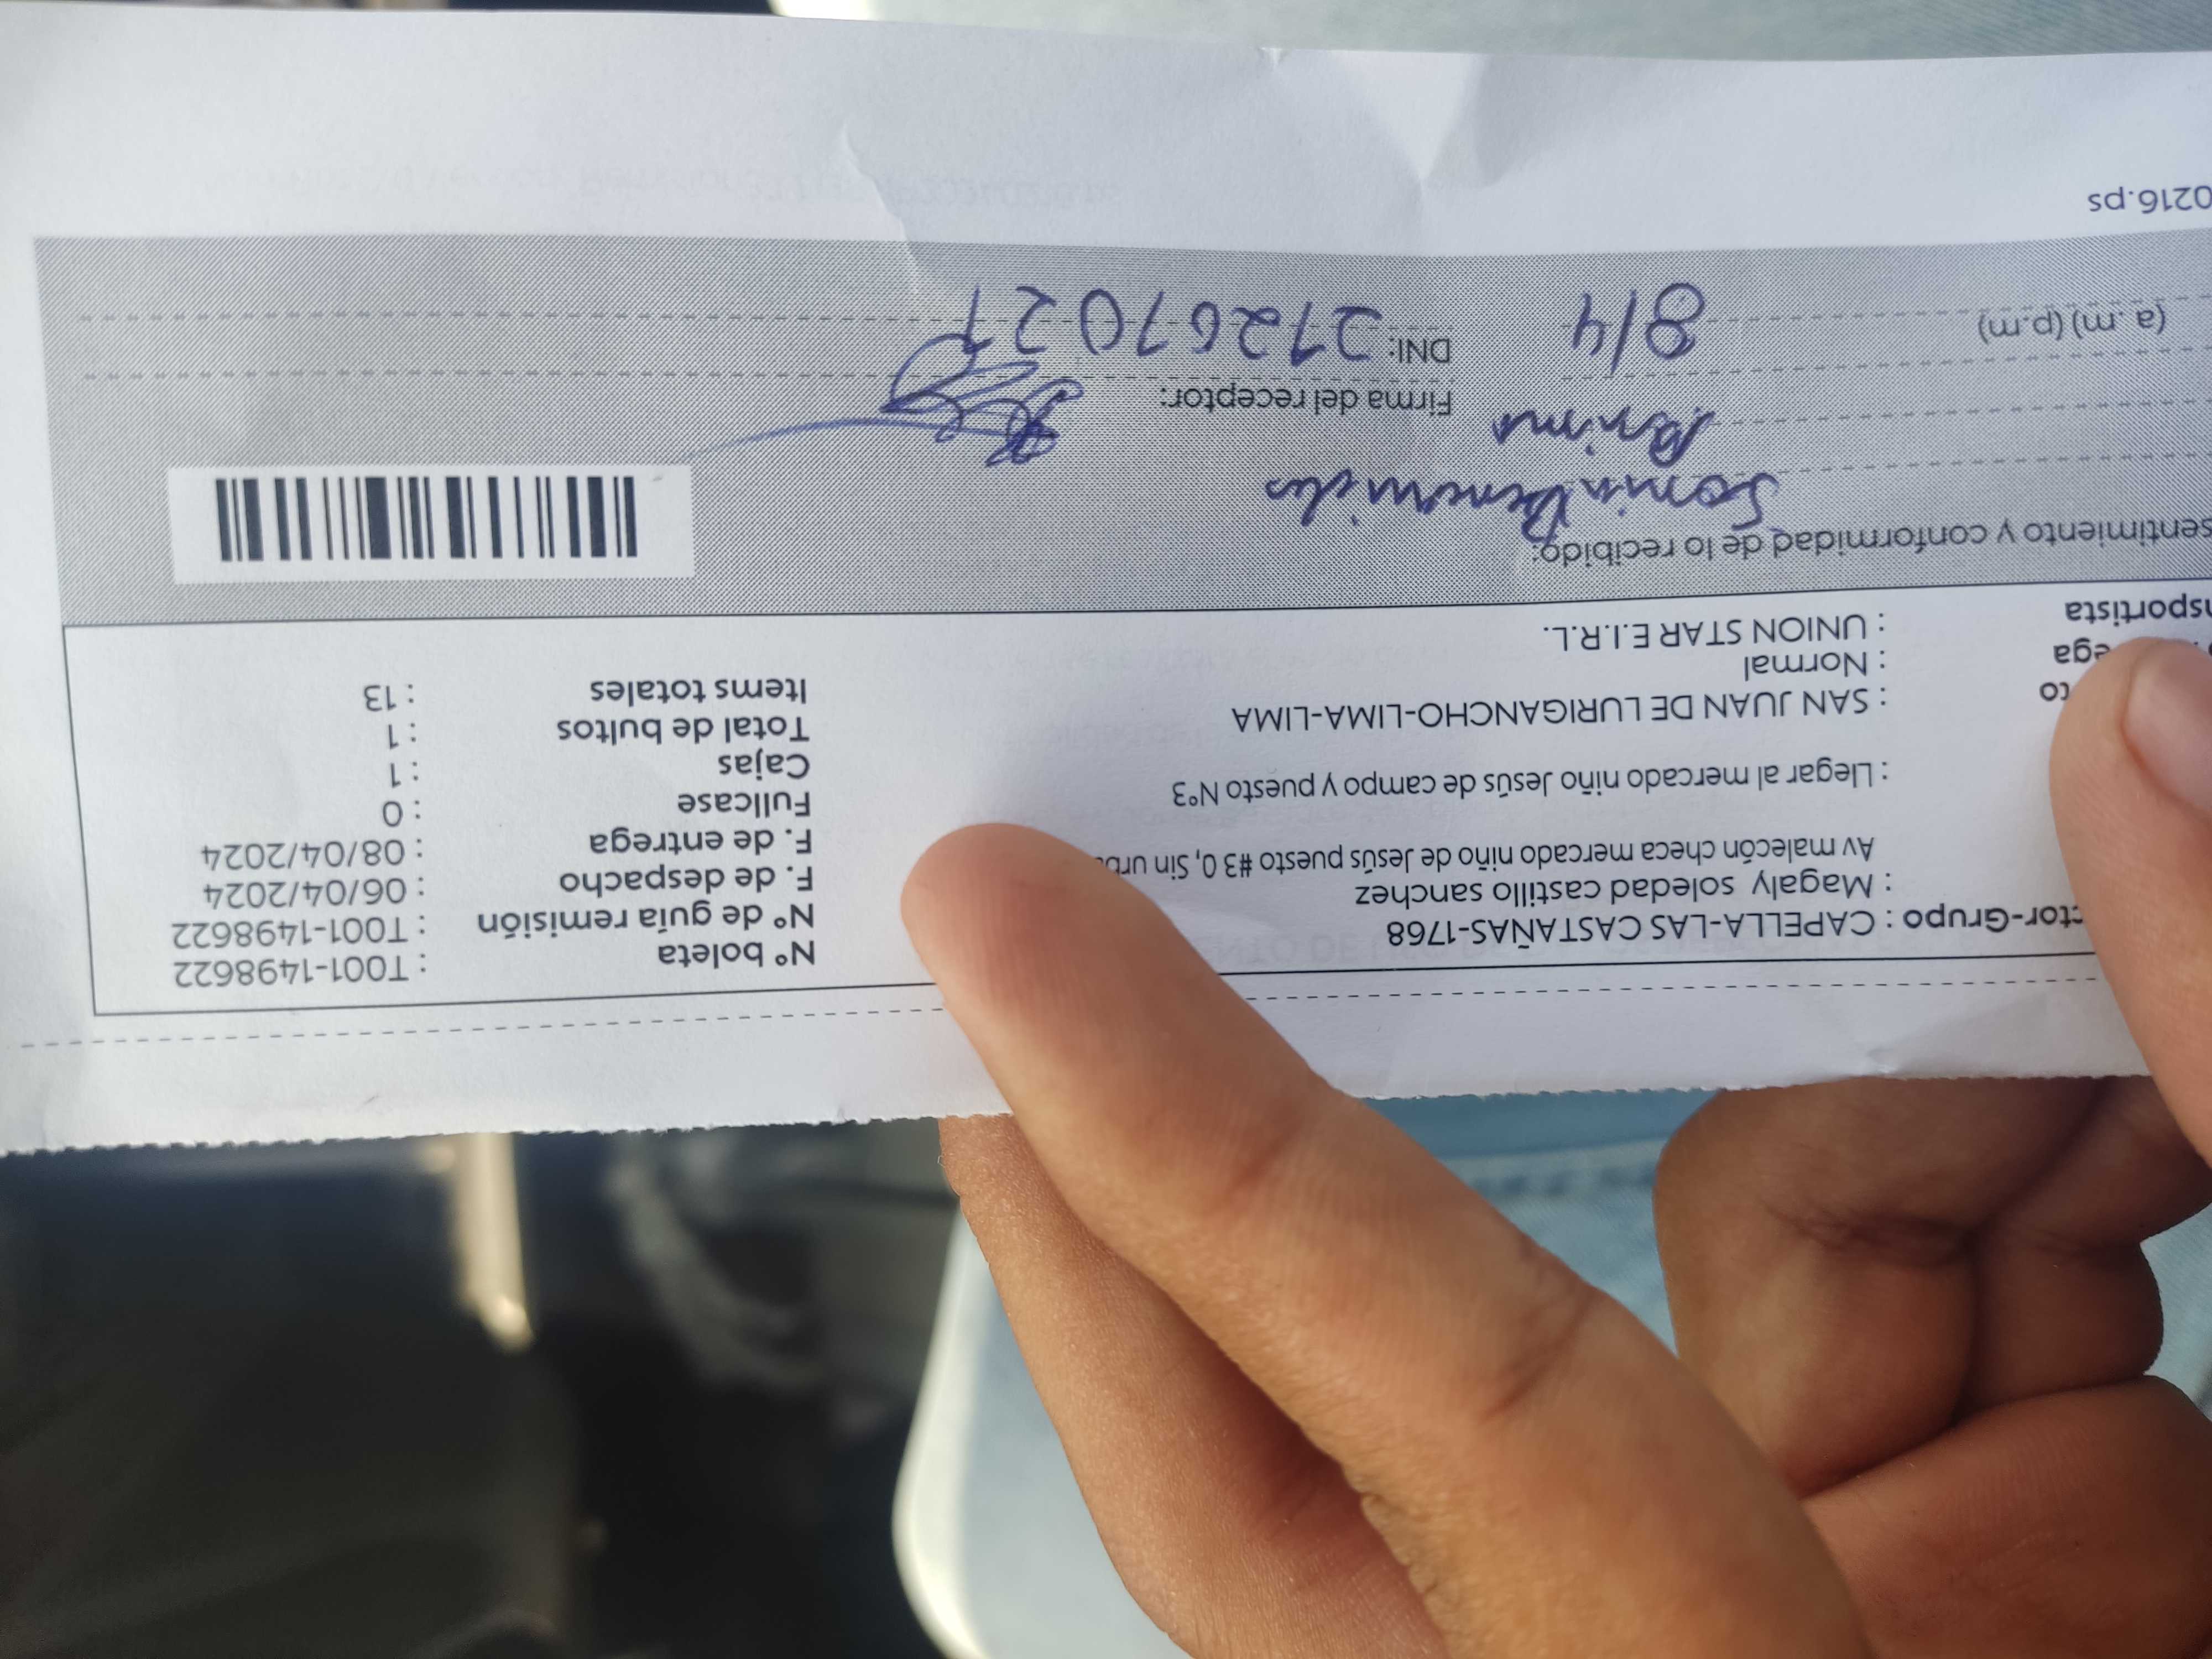 ctor-Grupo : CAPELLA-LAS CASTAÑAS-1768
: Magaly soledad castillo sanchez
Av malecón checa mercado niño de Jesús puesto #3 0, Sin urb
: Llegar al mercado niño Jesús de campo y puesto N°3
to : SAN JUAN DE LURIGANCHO-LIMA-LIMA
ega : Normal
nsportista : UNION STAR E.I.R.L.
N° boleta : T001-1498622
N° de guía remisión : T001-1498622
F. de despacho : 06/04/2024
F. de entrega : 08/04/2024
Fullcase : 0
Cajas : 1
Total de bultos : 1
Items totales : 13
sentimiento y conformidad de lo recibido:
Sonia Benavides
Firma del receptor:
(a.m) (p.m) 8/4 DNI:
0216.ps